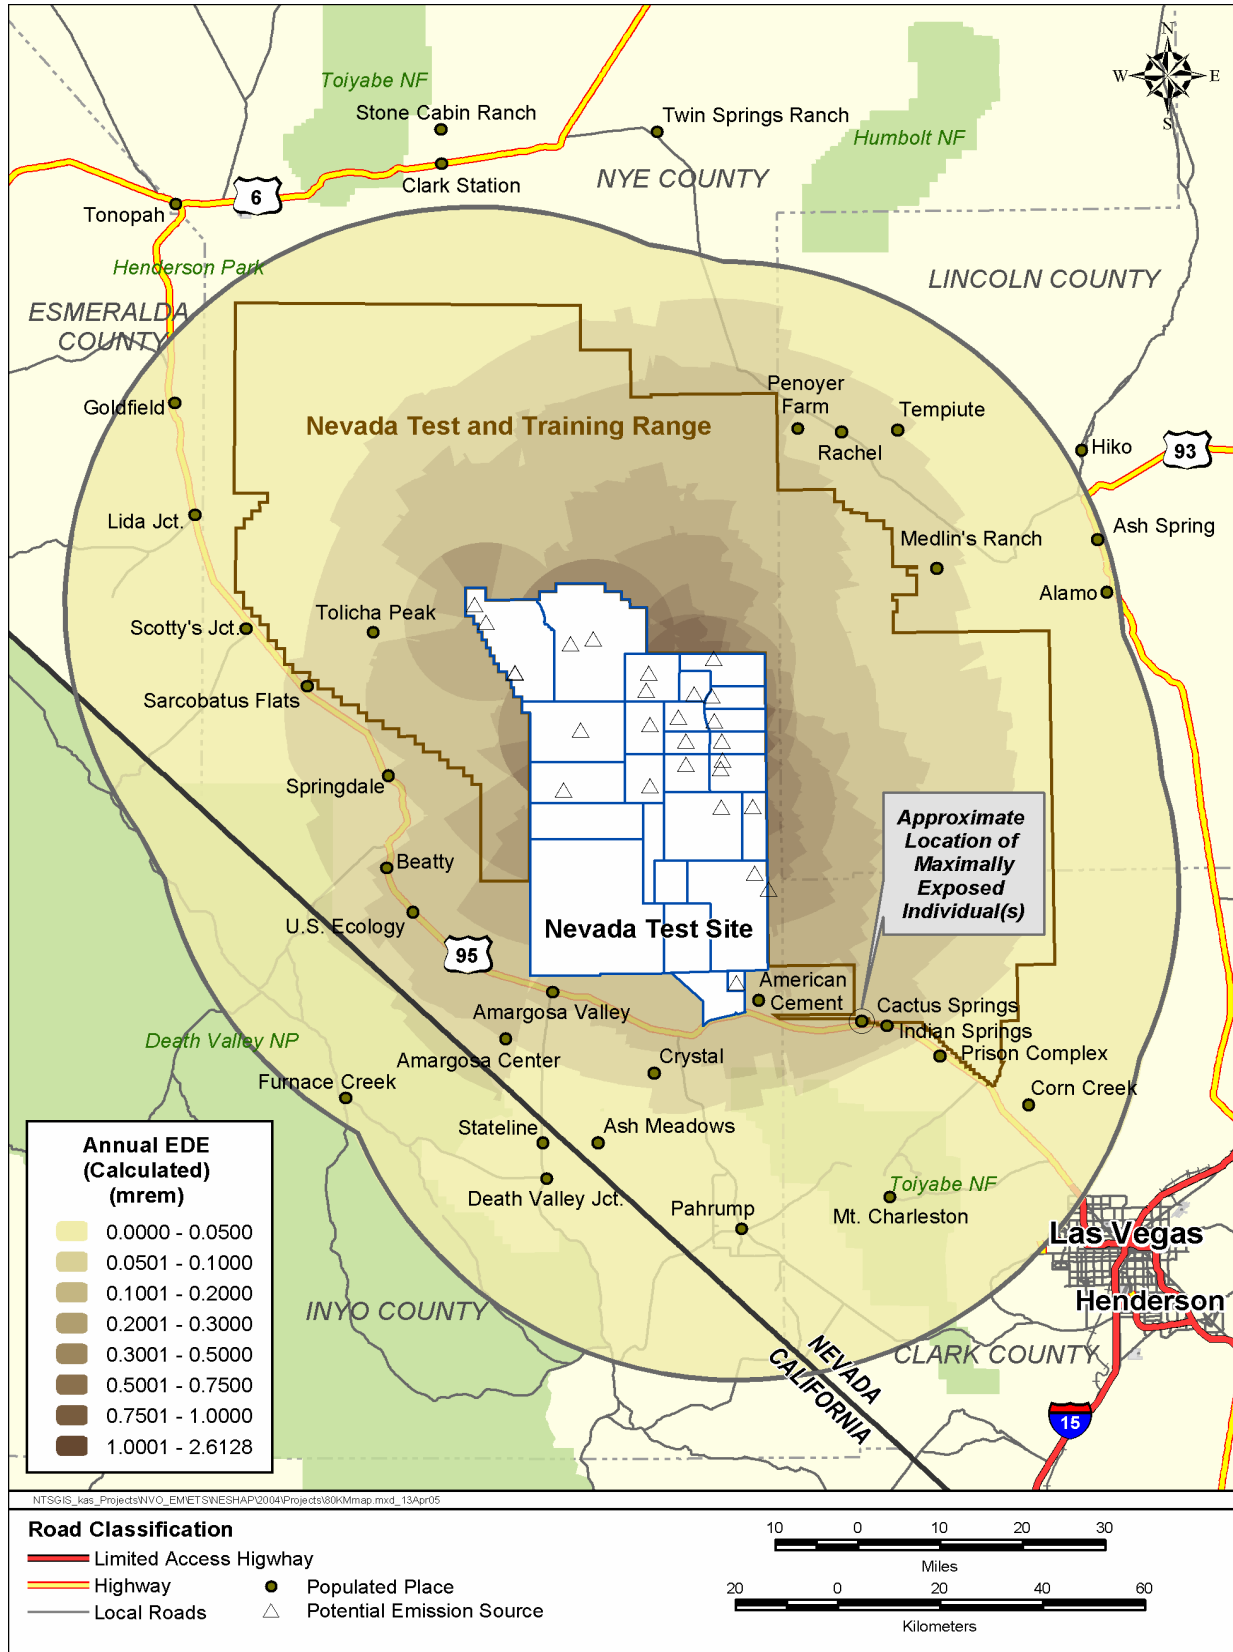 N
W
E
S
Toiyabe NF
Stone Cabin Ranch
Twin Springs Ranch
Humbolt NF
Clark Station
NYE COUNTY
6
Tonopah
Henderson Park
LINCOLN COUNTY
ESMERALDA
COUNTY
Penoyer
Farm
Tempiute
Goldfield
Nevada Test and Training Range
Rachel
Hiko
93
Lida Jct.
Ash Spring
Medlin's Ranch
Alamo
Tolicha Peak
Scotty's Jct.
Sarcobatus Flats
Springdale
Approximate
Location of
Maximally
Exposed
Individual(s)
Beatty
U.S. Ecology
Nevada Test Site
95
American
Cement
Amargosa Valley
Cactus Springs
Indian Springs
Death Valley NP
Amargosa Center
Crystal
Prison Complex
Furnace Creek
Corn Creek
Stateline
Ash Meadows
Death Valley Jct.
Toiyabe NF
Pahrump
Mt. Charleston
Las Vegas
Henderson
INYO COUNTY
NEVADA
CALIFORNIA
CLARK COUNTY
15
Annual EDE
(Calculated)
(mrem)
0.0000 - 0.0500
0.0501 - 0.1000
0.1001 - 0.2000
0.2001 - 0.3000
0.3001 - 0.5000
0.5001 - 0.7500
0.7501 - 1.0000
1.0001 - 2.6128
NTSGIS_kas_Projects\NVO_EM\ETS\NESHAP\2004\Projects\80KMmap.mxd_13Apr05
Road Classification
Limited Access Higwhay
Highway
Local Roads
Populated Place
Potential Emission Source
10 0 10 20 30
Miles
20 0 20 40 60
Kilometers